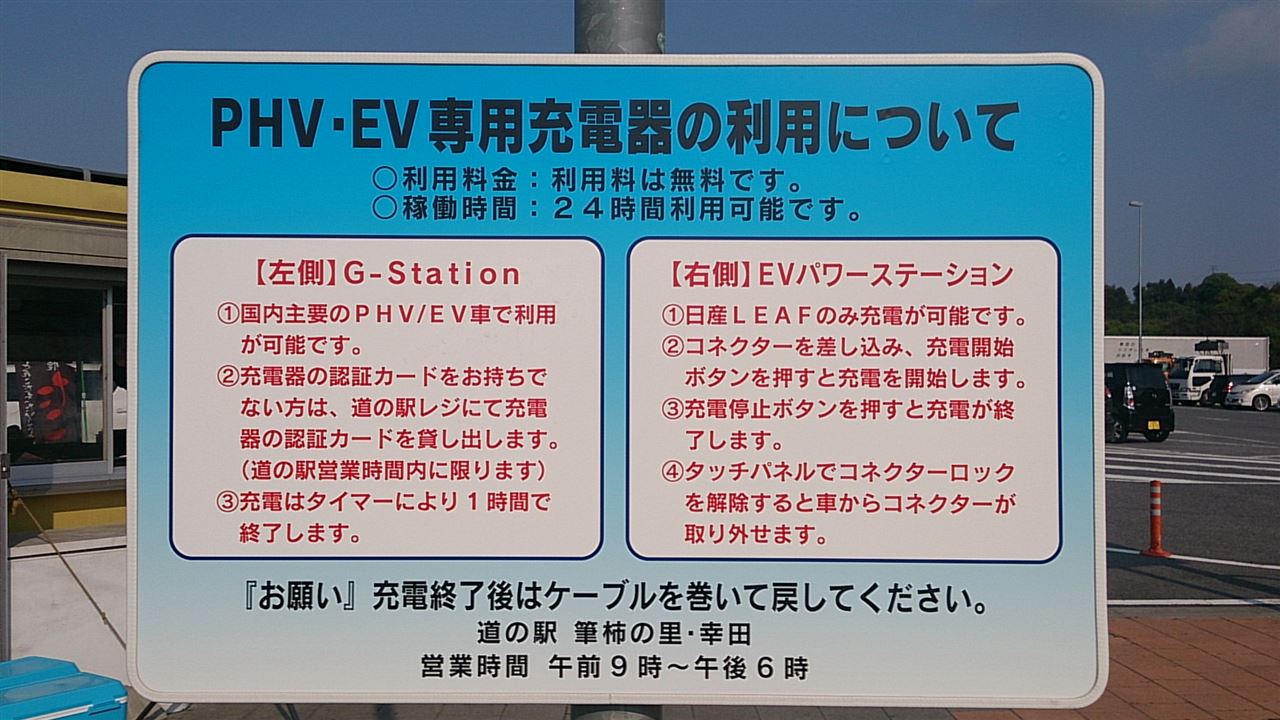 PHV･EV専用充電器の利用について
○利用料金：利用料は無料です。
○稼働時間：２４時間利用可能です。
【左側】G-Station
①国内主要のＰＨＶ/ＥＶ車で利用
が可能です。
②充電器の認証カードをお持ちで
ない方は、道の駅レジにて充電
器の認証カードを貸し出します。
（道の駅営業時間内に限ります）
③充電はタイマーにより１時間で
終了します。
【右側】EVパワーステーション
①日産ＬＥＡＦのみ充電が可能です。
②コネクターを差し込み、充電開始
ボタンを押すと充電を開始します。
③充電停止ボタンを押すと充電が終
了します。
④タッチパネルでコネクターロック
を解除すると車からコネクターが
取り外せます。
『お願い』充電終了後はケーブルを巻いて戻してください。
道の駅 筆柿の里･幸田
営業時間 午前９時～午後６時